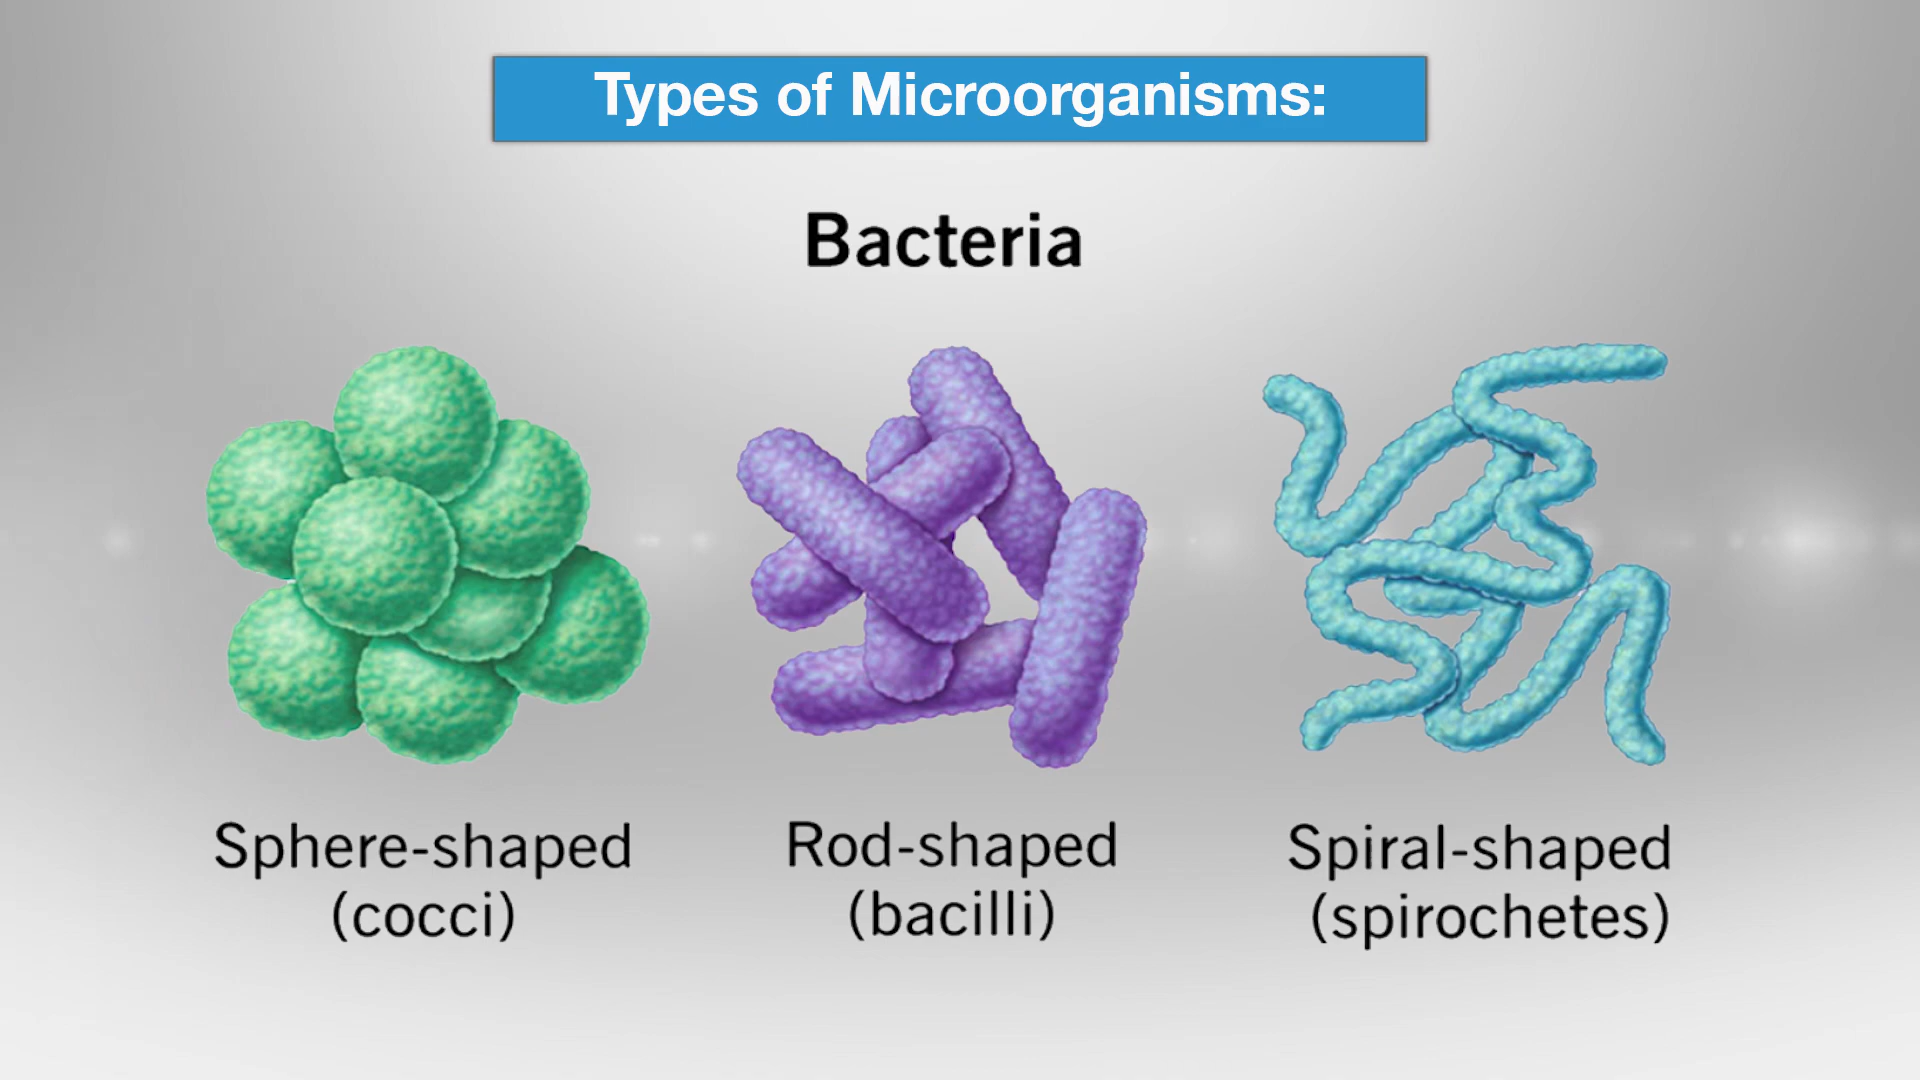 Types of Microorganisms:
Bacteria
Sphere-shaped
(cocci)
Rod-shaped
(bacilli)
Spiral-shaped
(spirochetes)